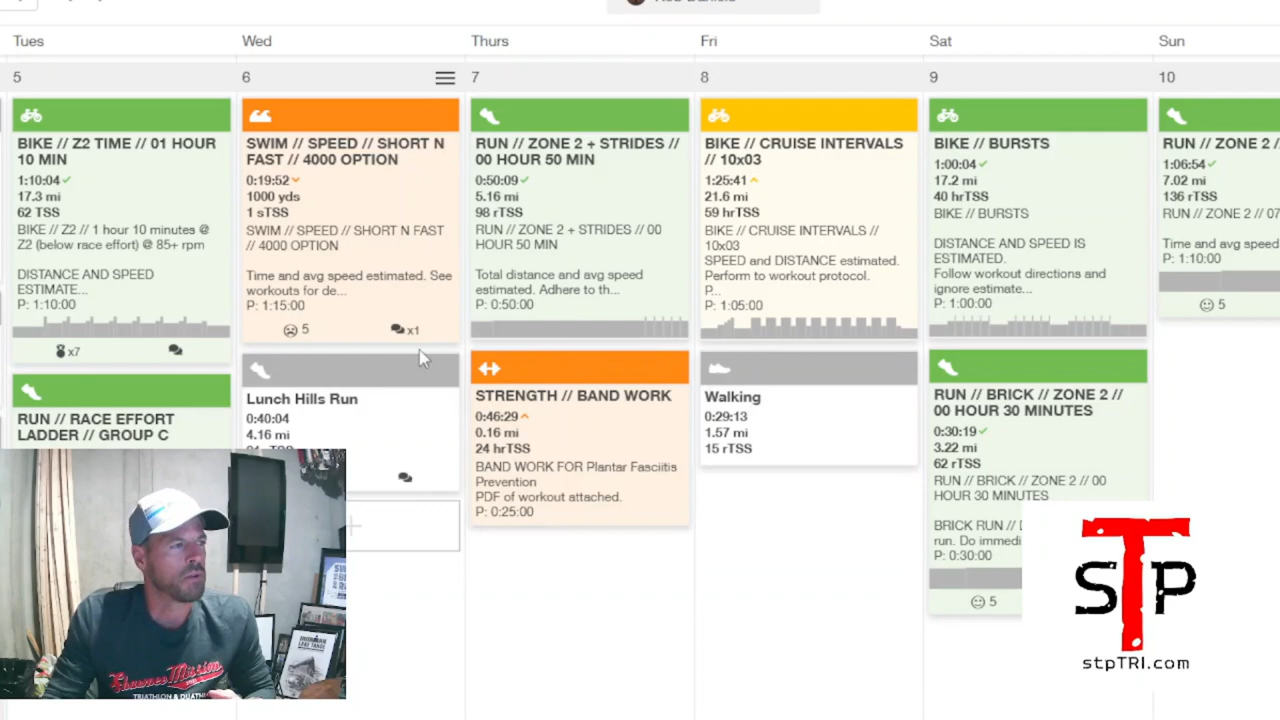 Tues
Wed
Thurs
Fri
Sat
Sun
5
6
7
8
9
10
BIKE // Z2 TIME // 01 HOUR
10 MIN
1:10:04
17.3 mi
62 TSS
BIKE // Z2 // 1 hour 10 minutes @
Z2 (below race effort) @ 85+ rpm
DISTANCE AND SPEED
ESTIMATE...
P: 1:10:00
x7
RUN // RACE EFFORT
LADDER // GROUP C
SWIM // SPEED // SHORT N
FAST // 4000 OPTION
0:19:52
1000 yds
1 sTSS
SWIM // SPEED // SHORT N FAST
// 4000 OPTION
Time and avg speed estimated. See
workouts for de...
P: 1:15:00
5
x1
Lunch Hills Run
0:40:04
4.16 mi
RUN // ZONE 2 + STRIDES //
00 HOUR 50 MIN
0:50:09
5.16 mi
98 rTSS
RUN // ZONE 2 + STRIDES // 00
HOUR 50 MIN
Total distance and avg speed
estimated. Adhere to th...
P: 0:50:00
STRENGTH // BAND WORK
0:46:29
0.16 mi
24 hrTSS
BAND WORK FOR Plantar Fasciitis
Prevention
PDF of workout attached.
P: 0:25:00
BIKE // CRUISE INTERVALS
// 10x03
1:25:41
21.6 mi
59 hrTSS
BIKE // CRUISE INTERVALS //
10x03
SPEED and DISTANCE estimated.
Perform to workout protocol.
P...
P: 1:05:00
Walking
0:29:13
1.57 mi
15 rTSS
BIKE // BURSTS
1:00:04
17.2 mi
40 hrTSS
BIKE // BURSTS
DISTANCE AND SPEED IS
ESTIMATED.
Follow workout directions and
ignore estimate...
P: 1:00:00
RUN // BRICK // ZONE 2 //
00 HOUR 30 MINUTES
0:30:19
3.22 mi
62 rTSS
RUN // BRICK // ZONE 2 // 00
HOUR 30 MINUTES
BRICK RUN //
run. Do immedi
P: 0:30:00
5
RUN // ZONE 2 //
1:06:54
7.02 mi
136 rTSS
RUN // ZONE 2 // 07
Time and avg speed
P: 1:10:00
5
Shawnee Mission
TRIATHLON & DUATHLON
STP
stpTRI.com